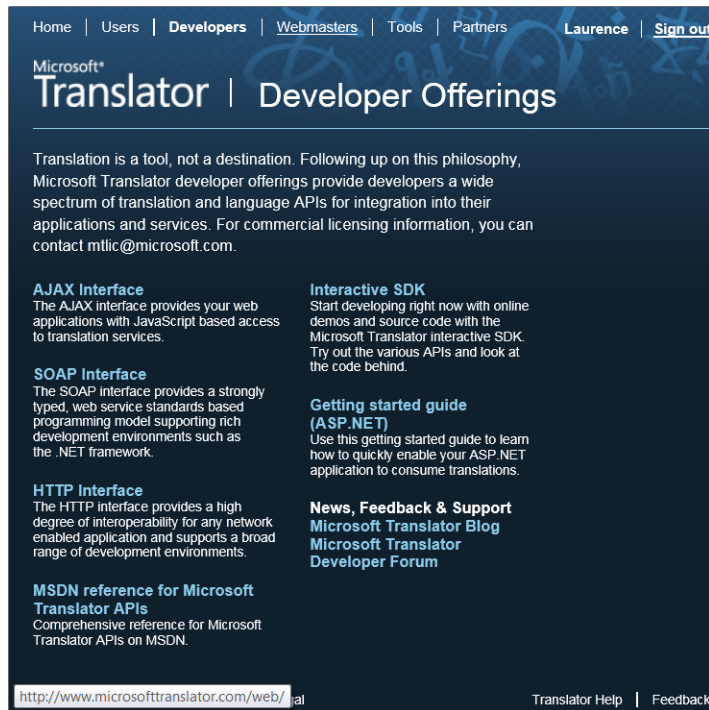 Home | Users | Developers | Webmasters | Tools | Partners Laurence | Sign out
Microsoft®
Translator | Developer Offerings
Translation is a tool, not a destination. Following up on this philosophy,
Microsoft Translator developer offerings provide developers a wide
spectrum of translation and language APIs for integration into their
applications and services. For commercial licensing information, you can
contact mtlic@microsoft.com.
AJAX Interface
The AJAX interface provides your web
applications with JavaScript based access
to translation services.
SOAP Interface
The SOAP interface provides a strongly
typed, web service standards based
programming model supporting rich
development environments such as
the .NET framework.
HTTP Interface
The HTTP interface provides a high
degree of interoperability for any network
enabled application and supports a broad
range of development environments.
MSDN reference for Microsoft
Translator APIs
Comprehensive reference for Microsoft
Translator APIs on MSDN.
Interactive SDK
Start developing right now with online
demos and source code with the
Microsoft Translator interactive SDK.
Try out the various APIs and look at
the code behind.
Getting started guide
(ASP.NET)
Use this getting started guide to learn
how to quickly enable your ASP.NET
application to consume translations.
News, Feedback & Support
Microsoft Translator Blog
Microsoft Translator
Developer Forum
http://www.microsofttranslator.com/web/ Translator Help | Feedback